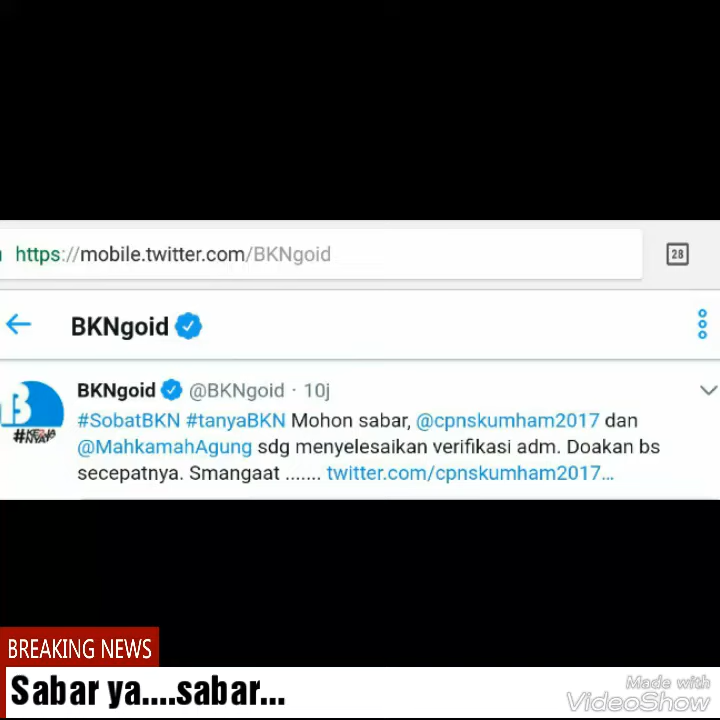 https://mobile.twitter.com/BKNgoid
28
BKNgoid
BKNgoid @BKNgoid · 10j
#SobatBKN #tanyaBKN Mohon sabar, @cpnskumham2017 dan
@MahkamahAgung sdg menyelesaikan verifikasi adm. Doakan bs
secepatnya. Smangaat ....... twitter.com/cpnskumham2017...
B
BREAKING NEWS
Sabar ya....sabar...
Made with
VideoShow